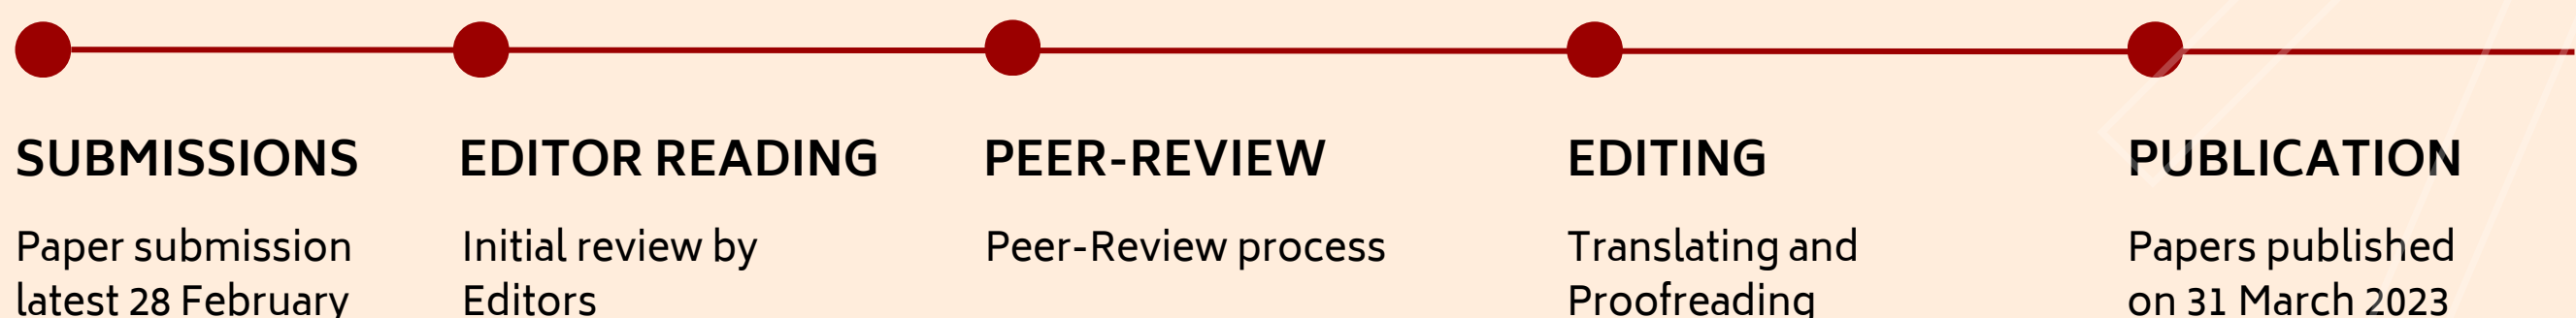 SUBMISSIONS
Paper submission
latest 28 February
EDITOR READING
Initial review by
Editors
PEER-REVIEW
Peer-Review process
EDITING
Translating and
Proofreading
PUBLICATION
Papers published
on 31 March 2023